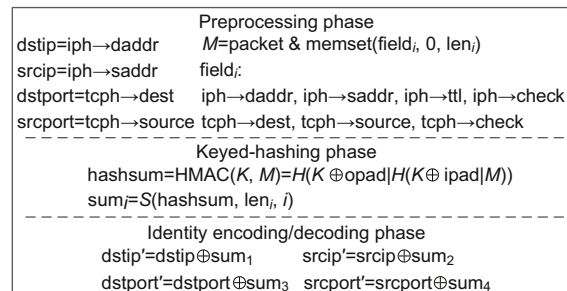 Preprocessing phase
dstip=iph→daddr M=packet & memset(fieldᵢ, 0, lenᵢ)
srcip=iph→saddr fieldᵢ:
dstport=tcph→dest iph→daddr, iph→saddr, iph→ttl, iph→check
srcport=tcph→source tcph→dest, tcph→source, tcph→check
Keyed-hashing phase
hashsum=HMAC(K, M)=H(K ⊕opad|H(K⊕ ipad|M))
sumᵢ=S(hashsum, lenᵢ, i)
Identity encoding/decoding phase
dstip′=dstip⊕sum₁ srcip′=srcip⊕sum₂
dstport′=dstport⊕sum₃ srcport′=srcport⊕sum₄